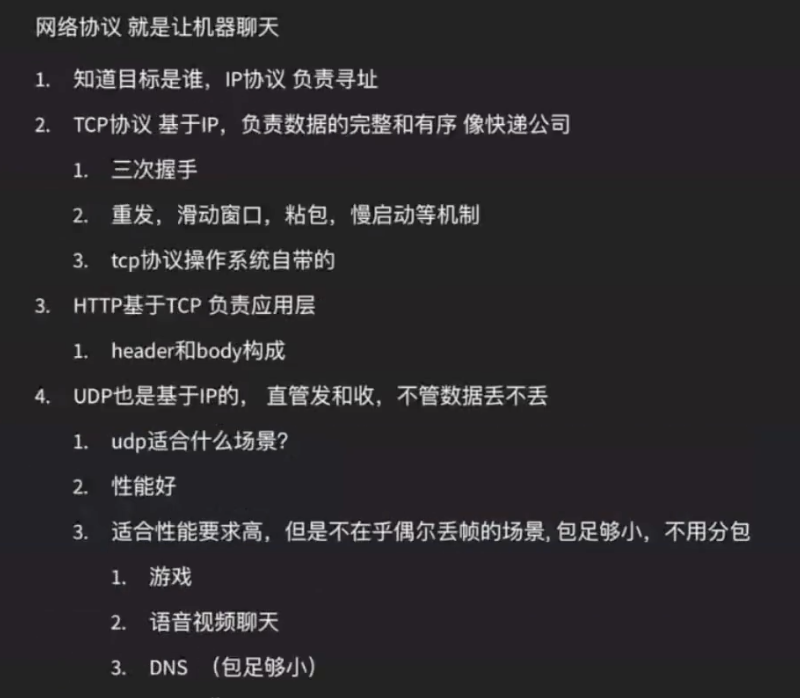 网络协议 就是让机器聊天
1. 知道目标是谁，IP协议 负责寻址
2. TCP协议 基于IP，负责数据的完整和有序 像快递公司
1. 三次握手
2. 重发，滑动窗口，粘包，慢启动等机制
3. tcp协议操作系统自带的
3. HTTP基于TCP 负责应用层
1. header和body构成
4. UDP也是基于IP的， 直管发和收，不管数据丢不丢
1. udp适合什么场景?
2. 性能好
3. 适合性能要求高，但是不在乎偶尔丢帧的场景, 包足够小，不用分包
1. 游戏
2. 语音视频聊天
3. DNS （包足够小）